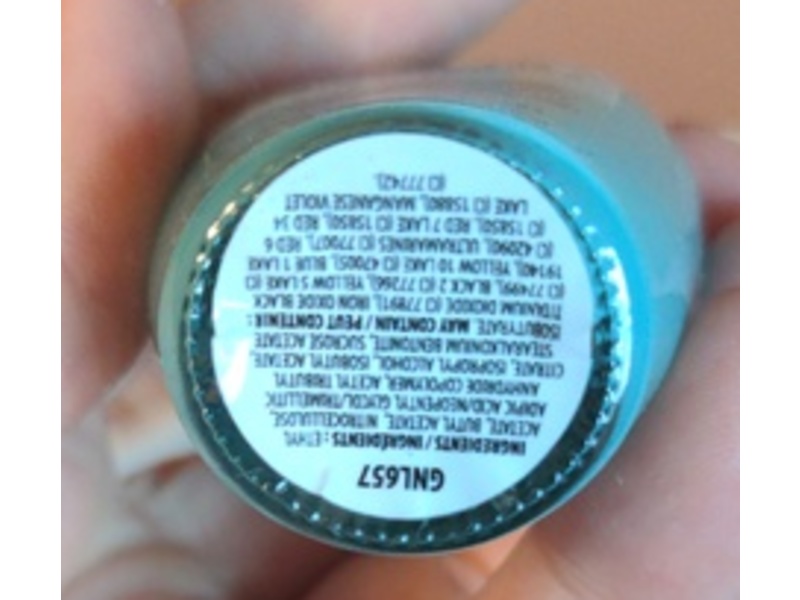 GNL657
INGREDIENTS / INGRÉDIENTS : ETHYL
ACETATE, BUTYL ACETATE, NITROCELLULOSE,
ADIPIC ACID/NEOPENTYL GLYCOL/TRIMELLITIC
ANHYDRIDE COPOLYMER, ACETYL TRIBUTYL
CITRATE, ISOPROPYL ALCOHOL, ISOBUTYL ACETATE,
STEARALKONIUM BENTONITE, SUCROSE ACETATE
ISOBUTYRATE. MAY CONTAIN / PEUT CONTENIR :
TITANIUM DIOXIDE (CI 77891), IRON OXIDE BLACK
(CI 77499), BLACK 2 (CI 77266), YELLOW 5 LAKE (CI
19140), YELLOW 10 LAKE (CI 47005), BLUE 1 LAKE
(CI 42090), ULTRAMARINES (CI 77007), RED 6
(CI 15850), RED 7 LAKE (CI 15850), RED 34
LAKE (CI 15880), MANGANESE VIOLET
(CI 77742).